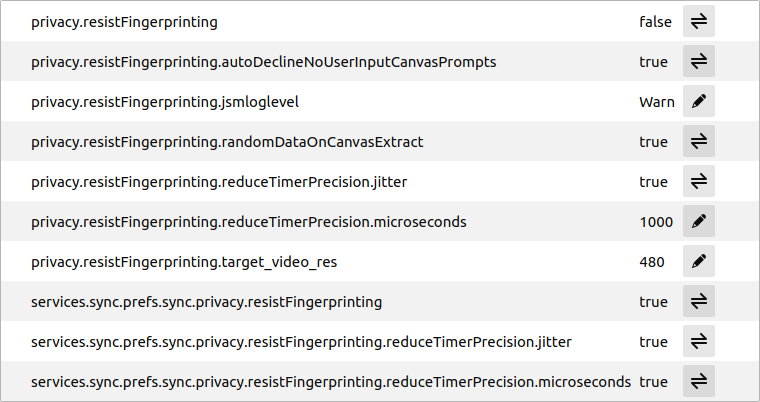 privacy.resistFingerprinting false
privacy.resistFingerprinting.autoDeclineNoUserInputCanvasPrompts true
privacy.resistFingerprinting.jsmloglevel Warn
privacy.resistFingerprinting.randomDataOnCanvasExtract true
privacy.resistFingerprinting.reduceTimerPrecision.jitter true
privacy.resistFingerprinting.reduceTimerPrecision.microseconds 1000
privacy.resistFingerprinting.target_video_res 480
services.sync.prefs.sync.privacy.resistFingerprinting true
services.sync.prefs.sync.privacy.resistFingerprinting.reduceTimerPrecision.jitter true
services.sync.prefs.sync.privacy.resistFingerprinting.reduceTimerPrecision.microseconds true